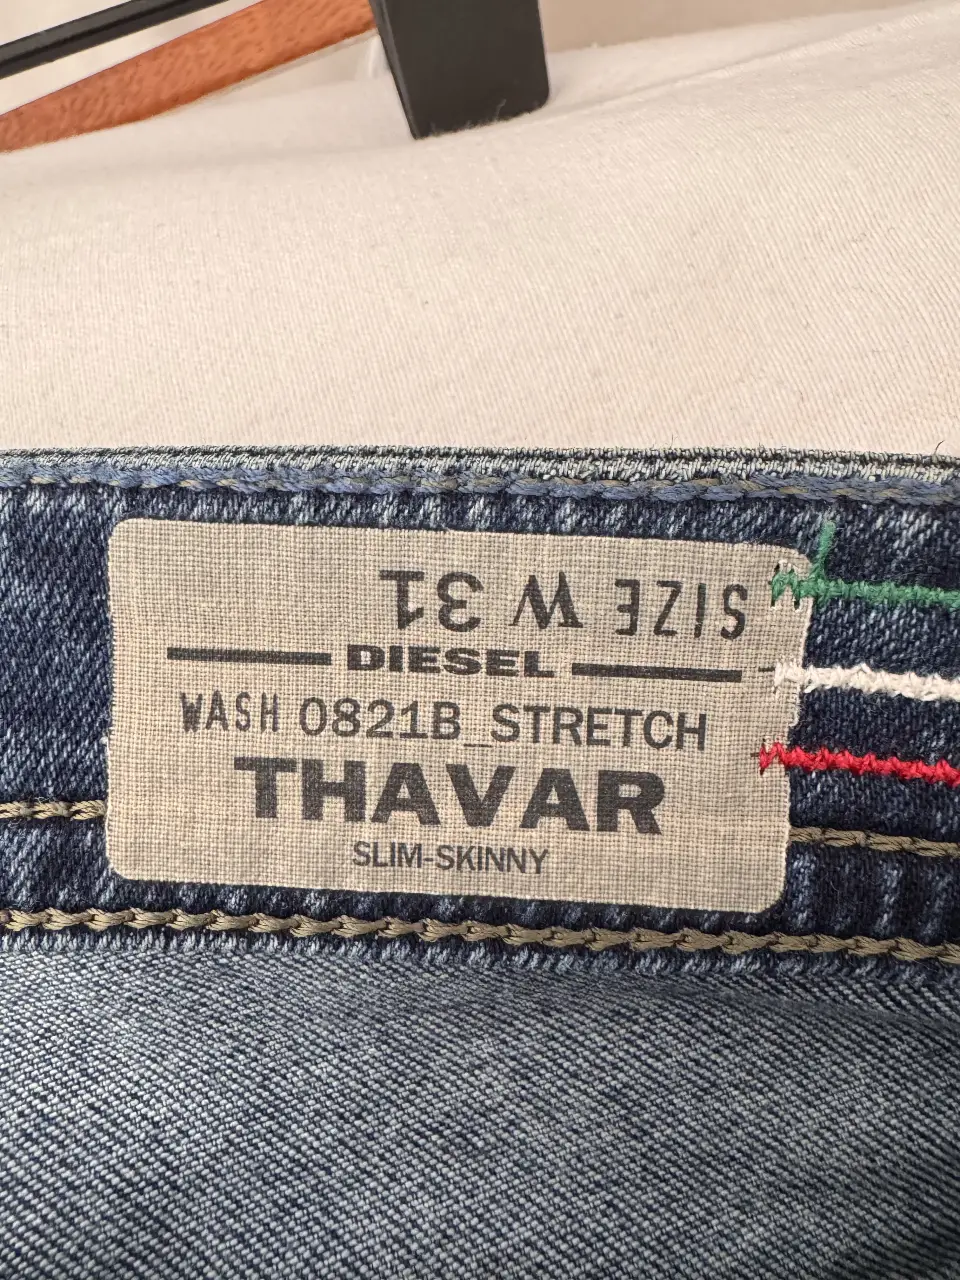 SIZE W 31
DIESEL
WASH 0821B_STRETCH
THAVAR
SLIM-SKINNY